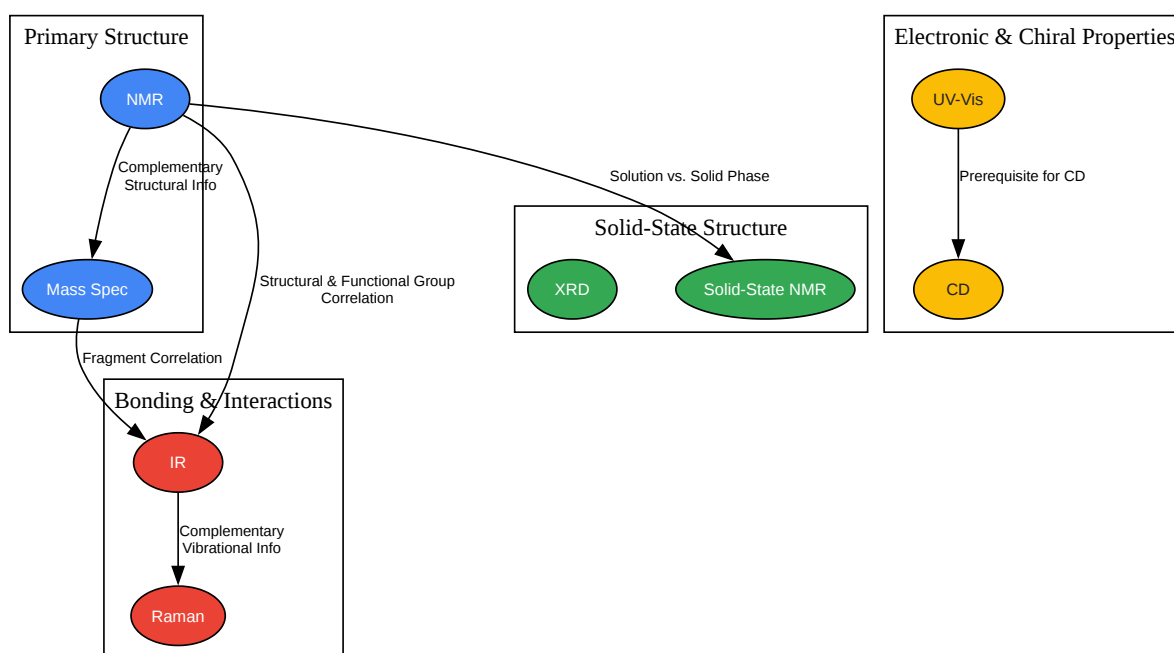 Primary Structure
Electronic & Chiral Properties
NMR
UV-Vis
Complementary
Structural Info
Solution vs. Solid Phase
Prerequisite for CD
Solid-State Structure
Mass Spec
Structural & Functional Group
Correlation
XRD
Solid-State NMR
CD
Fragment Correlation
Bonding & Interactions
IR
Complementary
Vibrational Info
Raman